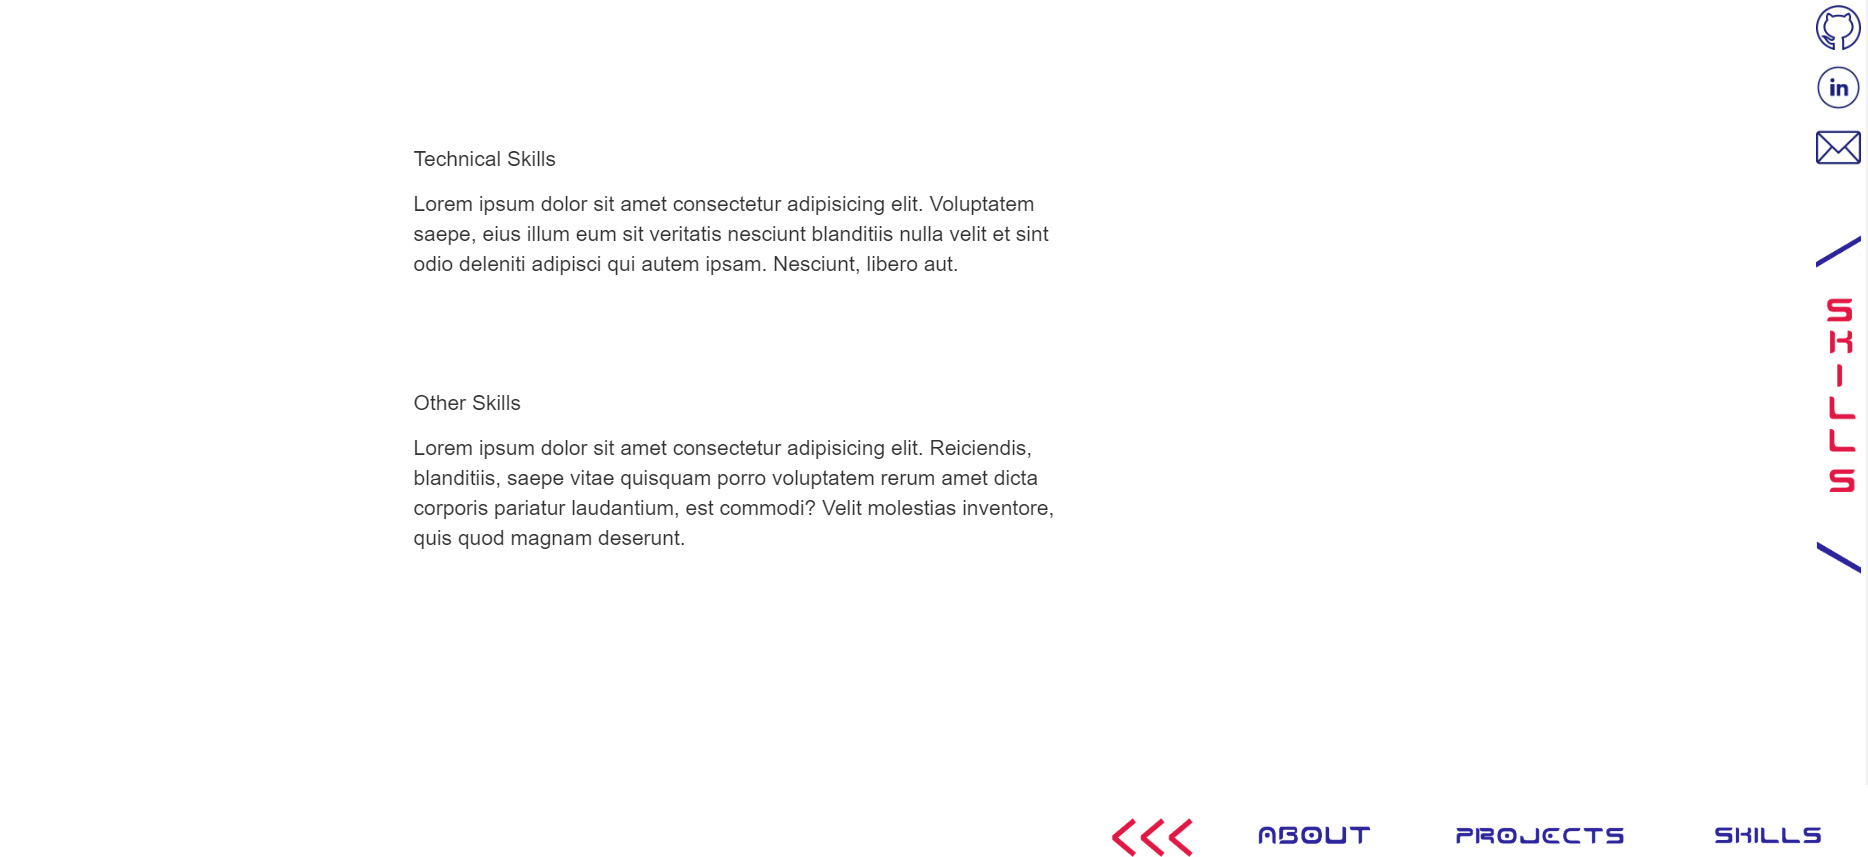 in
Technical Skills
Lorem ipsum dolor sit amet consectetur adipisicing elit. Voluptatem
saepe, eius illum eum sit veritatis nesciunt blanditiis nulla velit et sint
odio deleniti adipisci qui autem ipsam. Nesciunt, libero aut.
Other Skills
Lorem ipsum dolor sit amet consectetur adipisicing elit. Reiciendis,
blanditiis, saepe vitae quisquam porro voluptatem rerum amet dicta
corporis pariatur laudantium, est commodi? Velit molestias inventore,
quis quod magnam deserunt.
SKILLS
ABOUT PROJECTS SKILLS